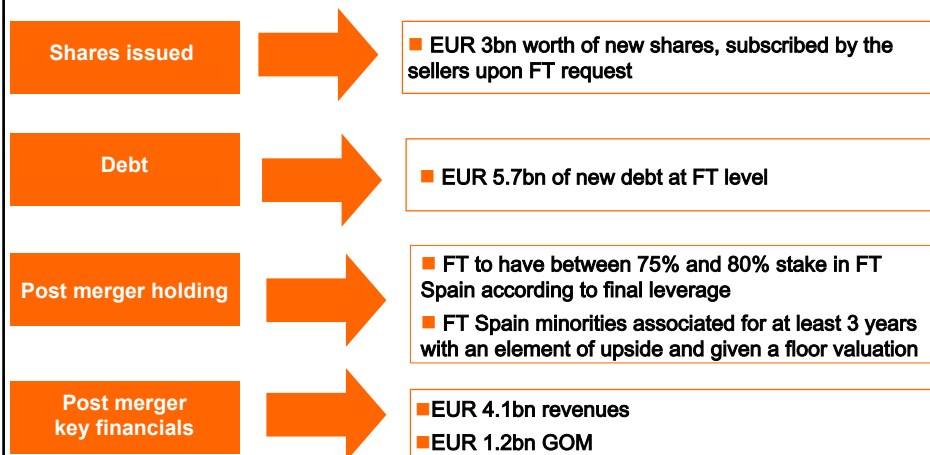 Shares issued
■ EUR 3bn worth of new shares, subscribed by the
sellers upon FT request
Debt
■ EUR 5.7bn of new debt at FT level
Post merger holding
■ FT to have between 75% and 80% stake in FT
Spain according to final leverage
■ FT Spain minorities associated for at least 3 years
with an element of upside and given a floor valuation
Post merger
key financials
■EUR 4.1bn revenues
■EUR 1.2bn GOM